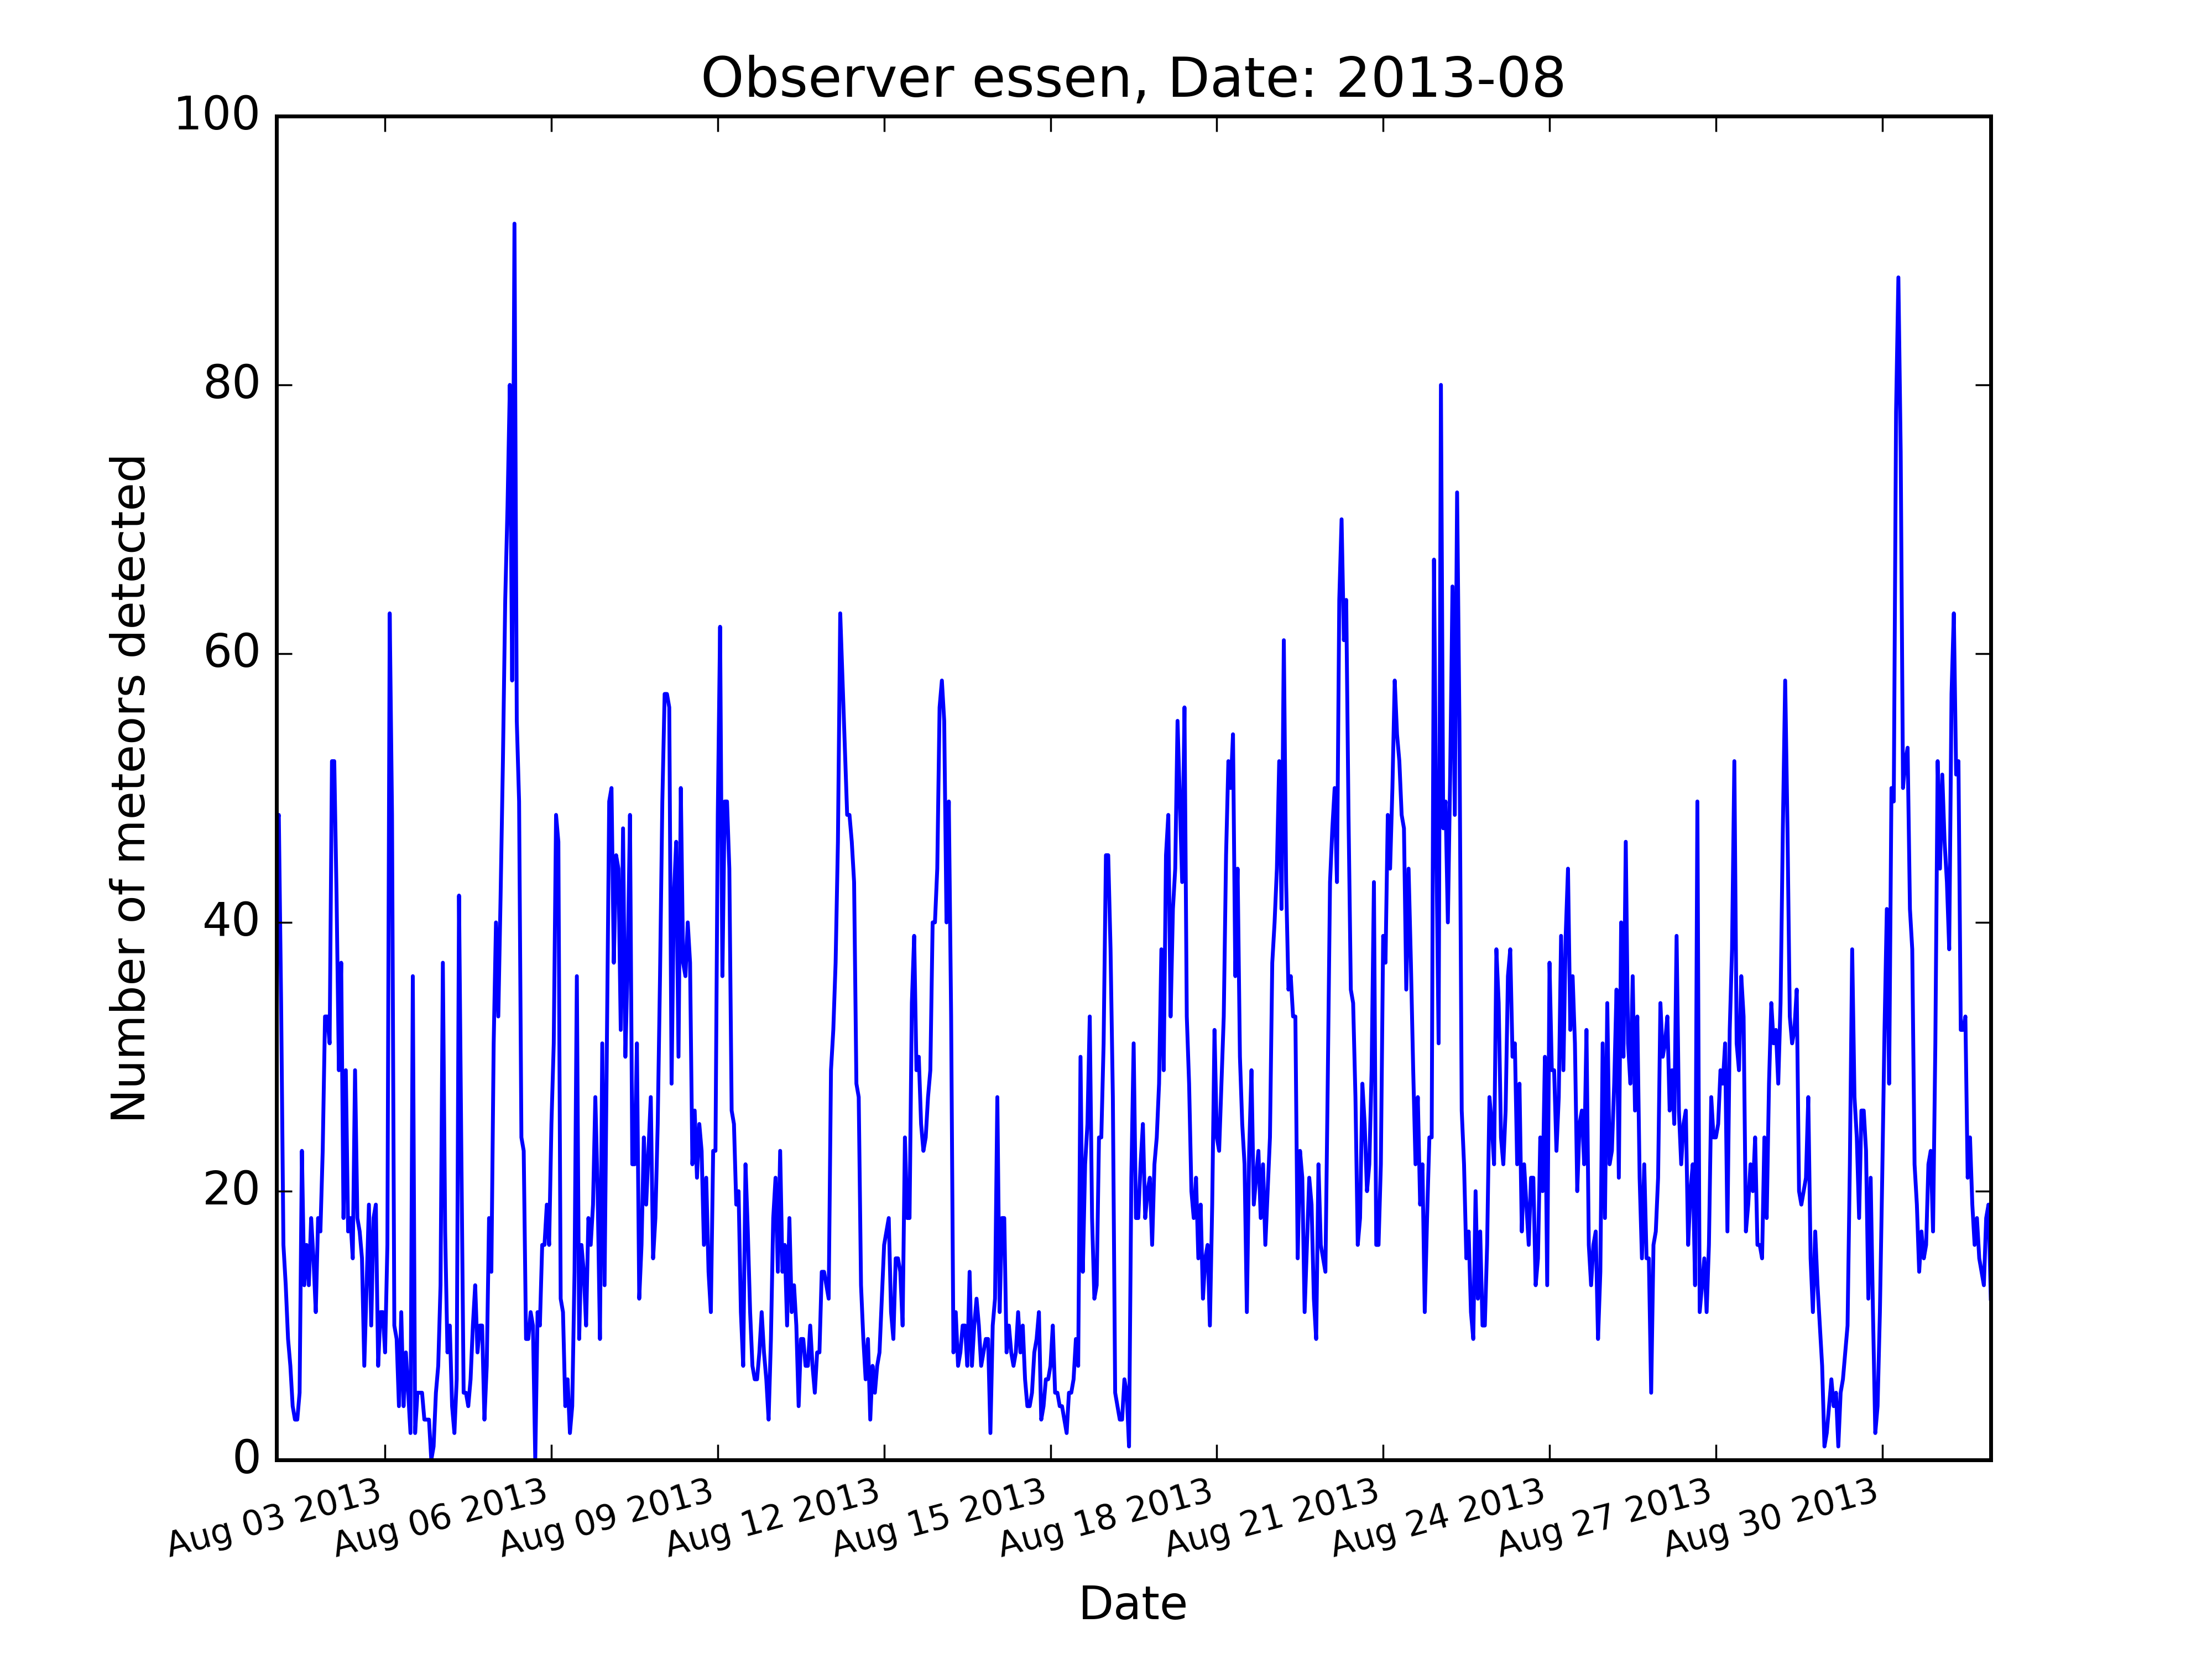 Observer essen, Date: 2013-08
Number of meteors detected
100
80
60
40
20
0
Aug 03 2013
Aug 06 2013
Aug 09 2013
Aug 12 2013
Aug 15 2013
Aug 18 2013
Aug 21 2013
Aug 24 2013
Aug 27 2013
Aug 30 2013
Date